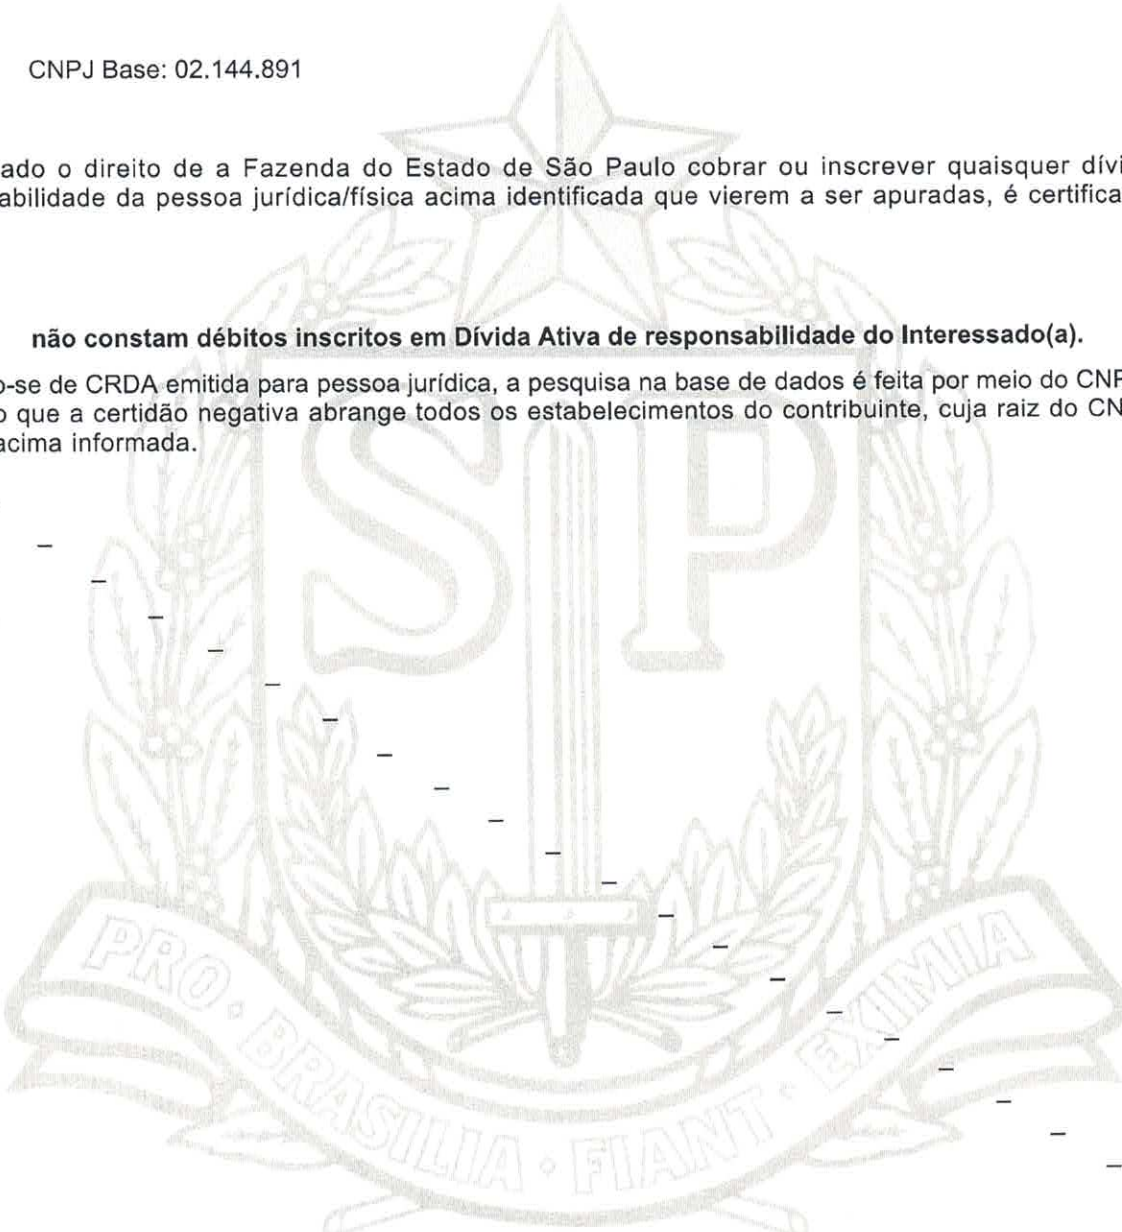 CNPJ Base: 02.144.891
ado o direito de a Fazenda do Estado de São Paulo cobrar ou inscrever quaisquer dívi
abilidade da pessoa jurídica/física acima identificada que vierem a ser apuradas, é certifica
não constam débitos inscritos em Dívida Ativa de responsabilidade do Interessado(a).
o-se de CRDA emitida para pessoa jurídica, a pesquisa na base de dados é feita por meio do CNP
o que a certidão negativa abrange todos os estabelecimentos do contribuinte, cuja raiz do CN
acima informada.
SP
PRO · BRASILIA · FIANT · EXIMIA